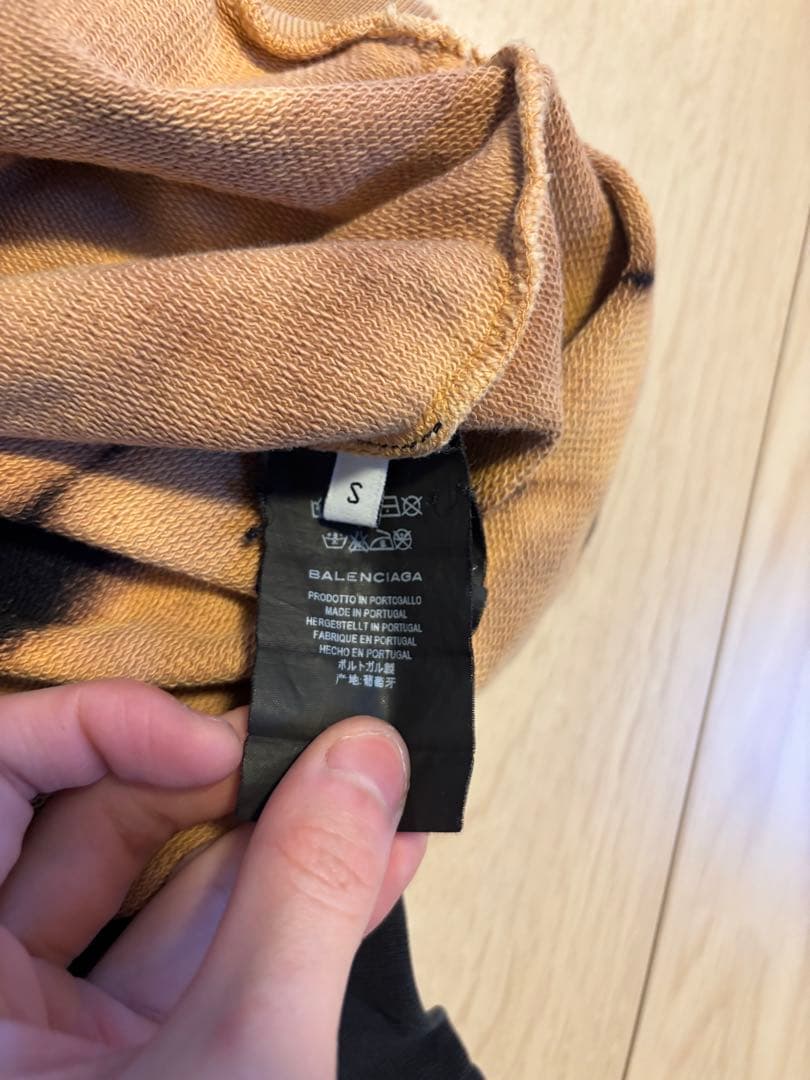 S
BALENCIAGA
PRODOTTO IN PORTOGALLO
MADE IN PORTUGAL
HERGESTELLT IN PORTUGAL
FABRIQUE EN PORTUGAL
HECHO EN PORTUGAL
ポルトガル製
产地:葡萄牙